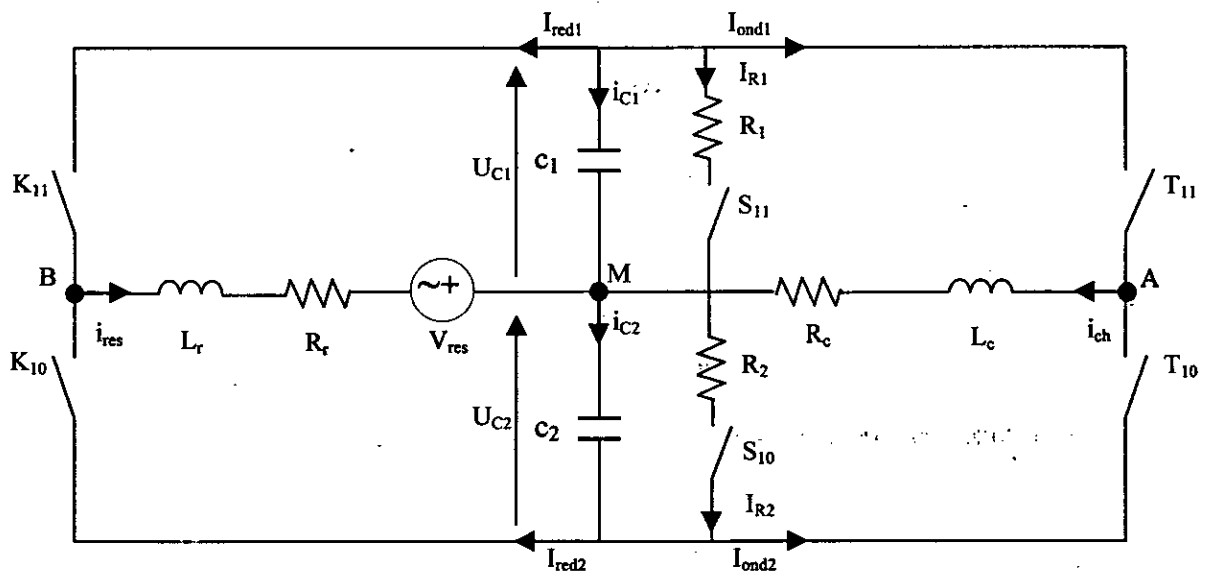 I_red1 I_ond1
I_R1
i_C1
R_1
U_C1 c_1
K_11 T_11
S_11
B M A
i_C2
i_res L_r R_r V_res R_c L_c i_ch
~+
K_10 R_2 T_10
U_C2 c_2
S_10
I_R2
I_red2 I_ond2